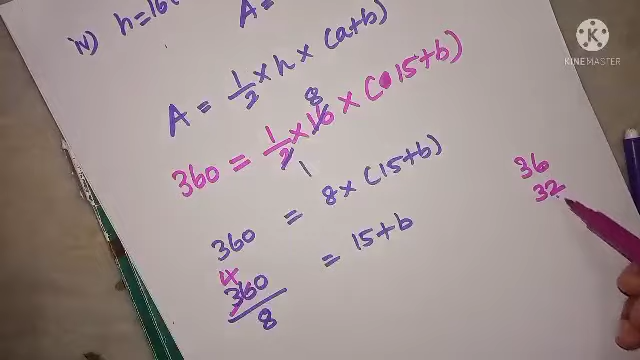 iv) h=16
A=
A = 1/2 × h × (a+b)
8
360 = 1/2 × 16 × (15+b)
1
360 = 8 × (15+b)
4
360/8 = 15+b
36
32
KINEMASTER